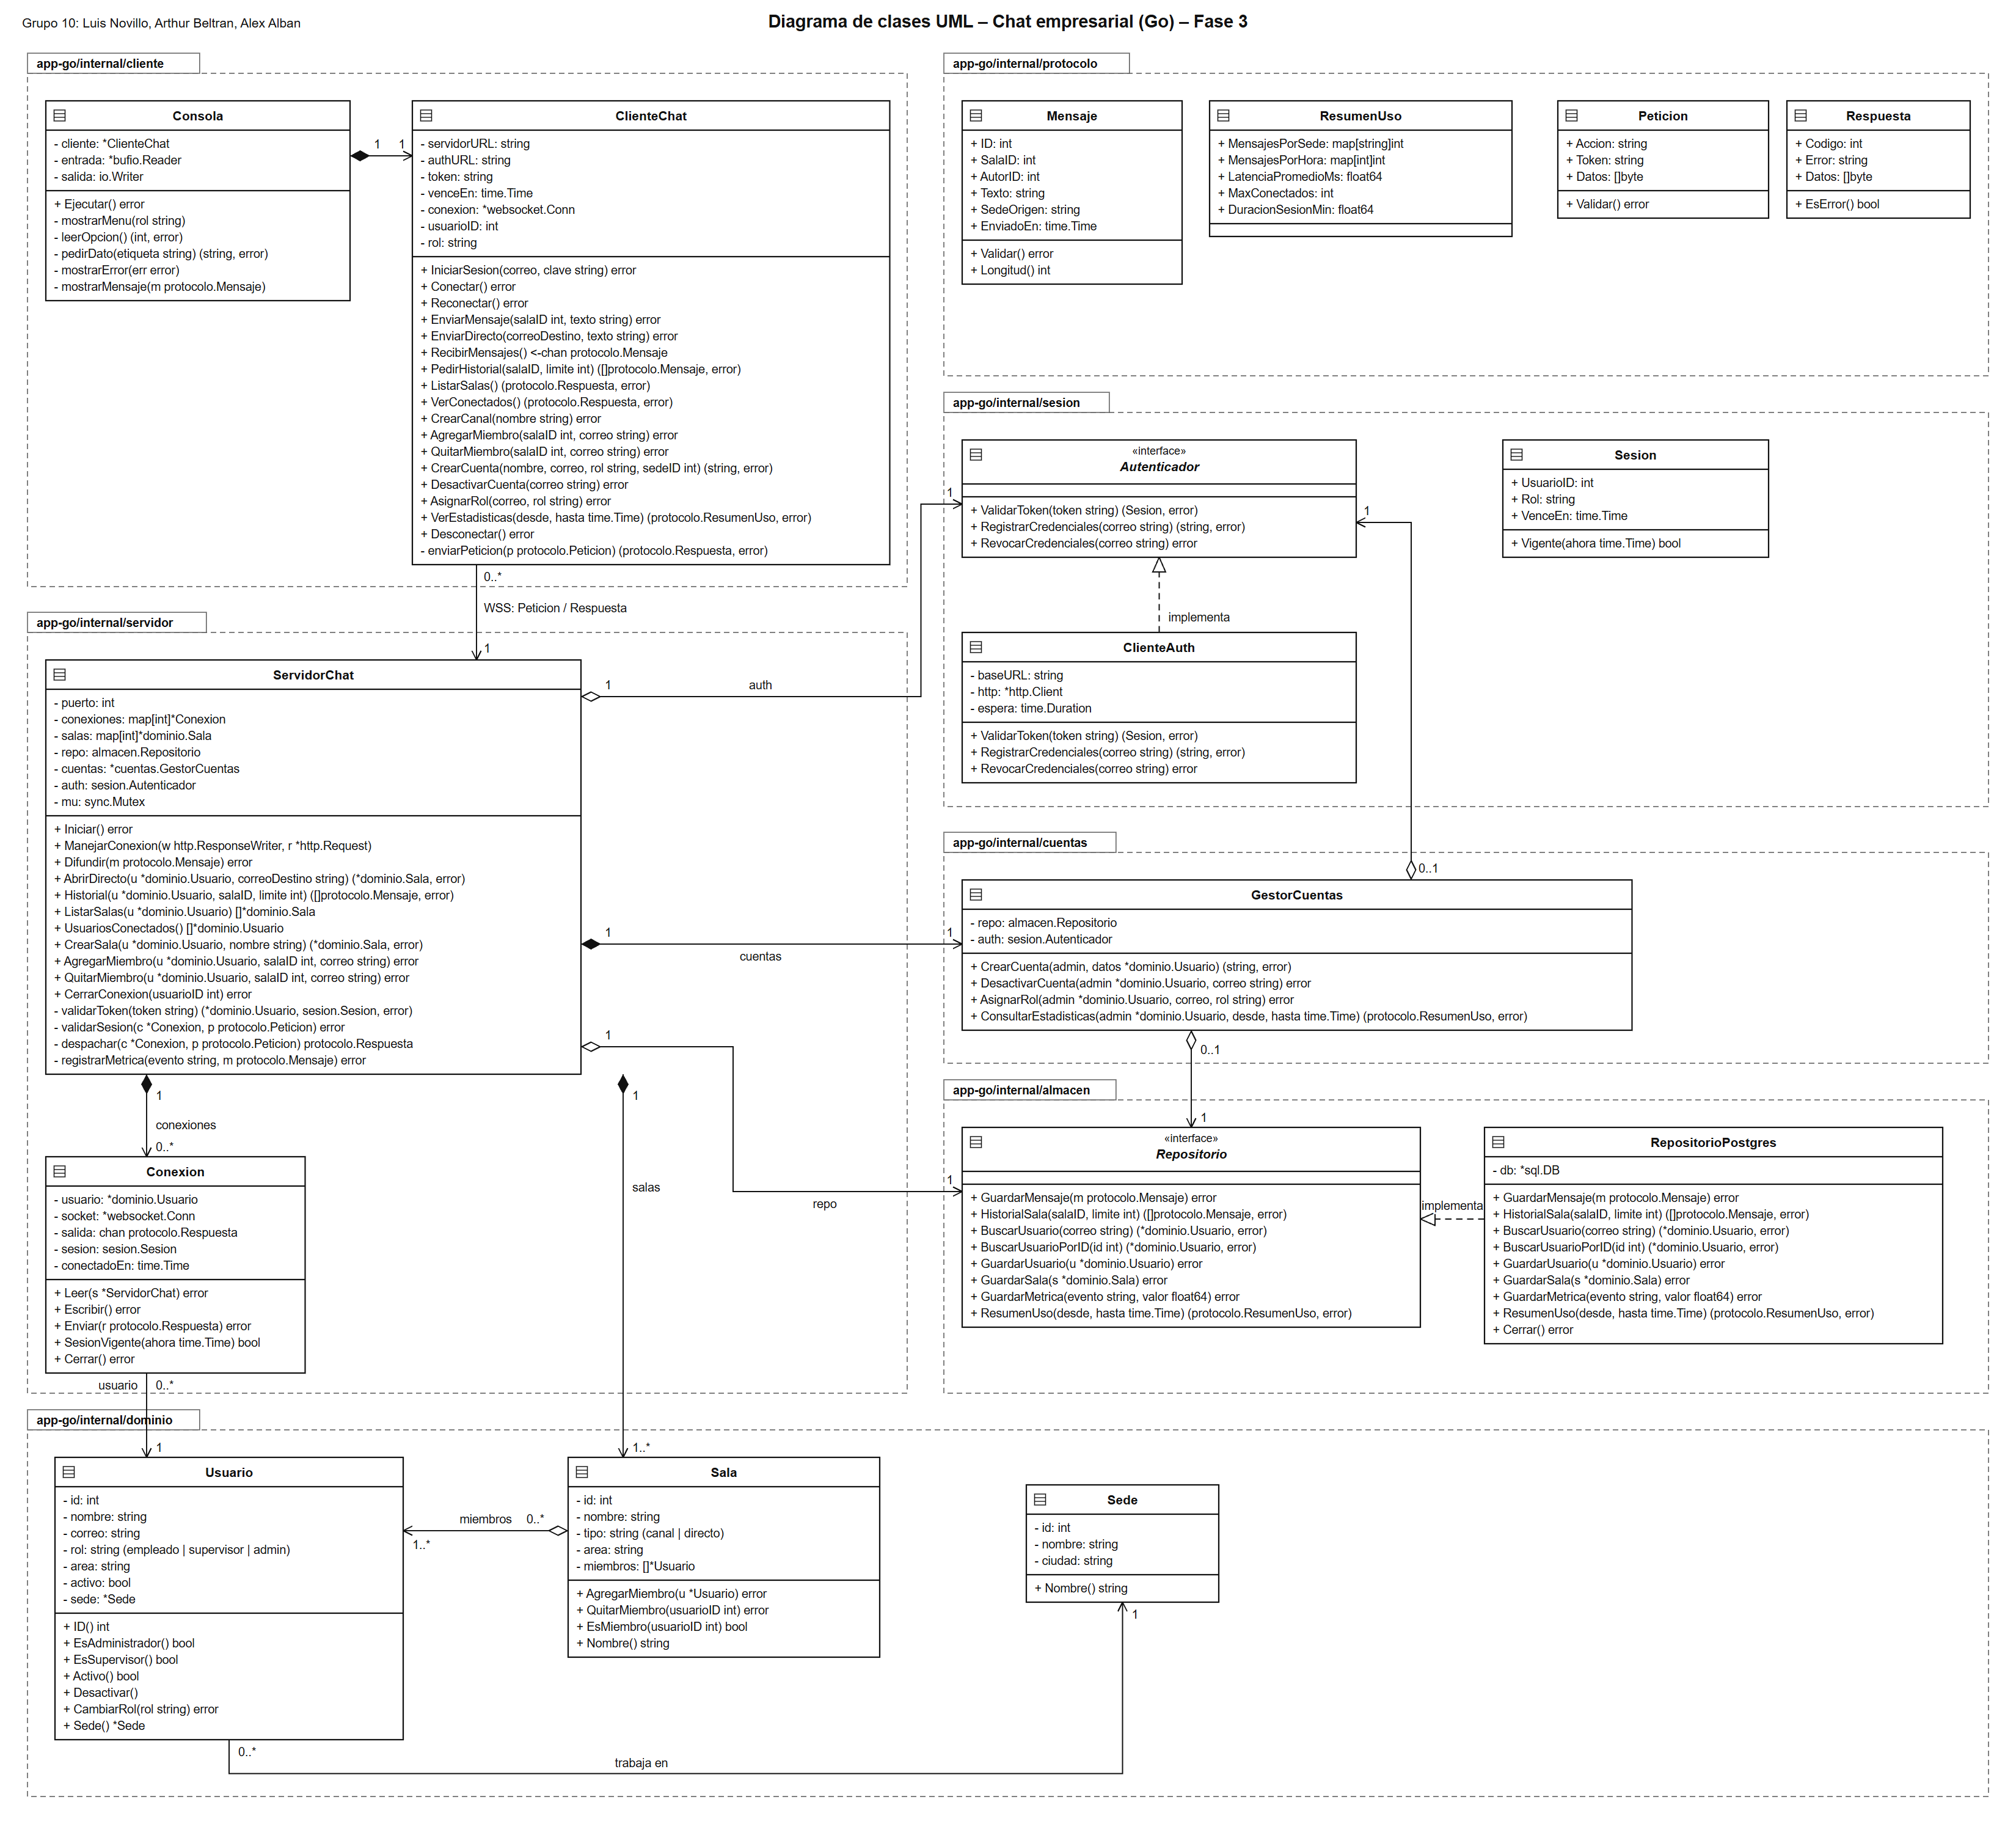 Grupo 10: Luis Novillo, Arthur Beltran, Alex Alban
Diagrama de clases UML – Chat empresarial (Go) – Fase 3
app-go/internal/cliente
Consola
- cliente: *ClienteChat
- entrada: *bufio.Reader
- salida: io.Writer
+ Ejecutar() error
- mostrarMenu(rol string)
- leerOpcion() (int, error)
- pedirDato(etiqueta string) (string, error)
- mostrarError(err error)
- mostrarMensaje(m protocolo.Mensaje)
1
1
ClienteChat
- servidorURL: string
- authURL: string
- token: string
- venceEn: time.Time
- conexion: *websocket.Conn
- usuarioID: int
- rol: string
+ IniciarSesion(correo, clave string) error
+ Conectar() error
+ Reconectar() error
+ EnviarMensaje(salaID int, texto string) error
+ EnviarDirecto(correoDestino, texto string) error
+ RecibirMensajes() <-chan protocolo.Mensaje
+ PedirHistorial(salaID, limite int) ([]protocolo.Mensaje, error)
+ ListarSalas() (protocolo.Respuesta, error)
+ VerConectados() (protocolo.Respuesta, error)
+ CrearCanal(nombre string) error
+ AgregarMiembro(salaID int, correo string) error
+ QuitarMiembro(salaID int, correo string) error
+ CrearCuenta(nombre, correo, rol string, sedeID int) (string, error)
+ DesactivarCuenta(correo string) error
+ AsignarRol(correo, rol string) error
+ VerEstadisticas(desde, hasta time.Time) (protocolo.ResumenUso, error)
+ Desconectar() error
- enviarPeticion(p protocolo.Peticion) (protocolo.Respuesta, error)
0..*
WSS: Peticion / Respuesta
1
app-go/internal/protocolo
Mensaje
+ ID: int
+ SalaID: int
+ AutorID: int
+ Texto: string
+ SedeOrigen: string
+ EnviadoEn: time.Time
+ Validar() error
+ Longitud() int
ResumenUso
+ MensajesPorSede: map[string]int
+ MensajesPorHora: map[int]int
+ LatenciaPromedioMs: float64
+ MaxConectados: int
+ DuracionSesionMin: float64
Peticion
+ Accion: string
+ Token: string
+ Datos: []byte
+ Validar() error
Respuesta
+ Codigo: int
+ Error: string
+ Datos: []byte
+ EsError() bool
app-go/internal/sesion
«interface»
Autenticador
+ ValidarToken(token string) (Sesion, error)
+ RegistrarCredenciales(correo string) (string, error)
+ RevocarCredenciales(correo string) error
1
1
Sesion
+ UsuarioID: int
+ Rol: string
+ VenceEn: time.Time
+ Vigente(ahora time.Time) bool
implementa
ClienteAuth
- baseURL: string
- http: *http.Client
- espera: time.Duration
+ ValidarToken(token string) (Sesion, error)
+ RegistrarCredenciales(correo string) (string, error)
+ RevocarCredenciales(correo string) error
app-go/internal/servidor
ServidorChat
- puerto: int
- conexiones: map[int]*Conexion
- salas: map[int]*dominio.Sala
- repo: almacen.Repositorio
- cuentas: *cuentas.GestorCuentas
- auth: sesion.Autenticador
- mu: sync.Mutex
+ Iniciar() error
+ ManejarConexion(w http.ResponseWriter, r *http.Request)
+ Difundir(m protocolo.Mensaje) error
+ AbrirDirecto(u *dominio.Usuario, correoDestino string) (*dominio.Sala, error)
+ Historial(u *dominio.Usuario, salaID, limite int) ([]protocolo.Mensaje, error)
+ ListarSalas(u *dominio.Usuario) []*dominio.Sala
+ UsuariosConectados() []*dominio.Usuario
+ CrearSala(u *dominio.Usuario, nombre string) (*dominio.Sala, error)
+ AgregarMiembro(u *dominio.Usuario, salaID int, correo string) error
+ QuitarMiembro(u *dominio.Usuario, salaID int, correo string) error
+ CerrarConexion(usuarioID int) error
- validarToken(token string) (*dominio.Usuario, sesion.Sesion, error)
- validarSesion(c *Conexion, p protocolo.Peticion) error
- despachar(c *Conexion, p protocolo.Peticion) protocolo.Respuesta
- registrarMetrica(evento string, m protocolo.Mensaje) error
1
auth
1
cuentas
1
1
repo
1
1
conexiones
0..*
1
salas
1..*
Conexion
- usuario: *dominio.Usuario
- socket: *websocket.Conn
- salida: chan protocolo.Respuesta
- sesion: sesion.Sesion
- conectadoEn: time.Time
+ Leer(s *ServidorChat) error
+ Escribir() error
+ Enviar(r protocolo.Respuesta) error
+ SesionVigente(ahora time.Time) bool
+ Cerrar() error
usuario
0..*
1
app-go/internal/cuentas
0..1
GestorCuentas
- repo: almacen.Repositorio
- auth: sesion.Autenticador
+ CrearCuenta(admin, datos *dominio.Usuario) (string, error)
+ DesactivarCuenta(admin *dominio.Usuario, correo string) error
+ AsignarRol(admin *dominio.Usuario, correo, rol string) error
+ ConsultarEstadisticas(admin *dominio.Usuario, desde, hasta time.Time) (protocolo.ResumenUso, error)
0..1
1
app-go/internal/almacen
«interface»
Repositorio
+ GuardarMensaje(m protocolo.Mensaje) error
+ HistorialSala(salaID, limite int) ([]protocolo.Mensaje, error)
+ BuscarUsuario(correo string) (*dominio.Usuario, error)
+ BuscarUsuarioPorID(id int) (*dominio.Usuario, error)
+ GuardarUsuario(u *dominio.Usuario) error
+ GuardarSala(s *dominio.Sala) error
+ GuardarMetrica(evento string, valor float64) error
+ ResumenUso(desde, hasta time.Time) (protocolo.ResumenUso, error)
implementa
RepositorioPostgres
- db: *sql.DB
+ GuardarMensaje(m protocolo.Mensaje) error
+ HistorialSala(salaID, limite int) ([]protocolo.Mensaje, error)
+ BuscarUsuario(correo string) (*dominio.Usuario, error)
+ BuscarUsuarioPorID(id int) (*dominio.Usuario, error)
+ GuardarUsuario(u *dominio.Usuario) error
+ GuardarSala(s *dominio.Sala) error
+ GuardarMetrica(evento string, valor float64) error
+ ResumenUso(desde, hasta time.Time) (protocolo.ResumenUso, error)
+ Cerrar() error
app-go/internal/dominio
Usuario
- id: int
- nombre: string
- correo: string
- rol: string (empleado | supervisor | admin)
- area: string
- activo: bool
- sede: *Sede
+ ID() int
+ EsAdministrador() bool
+ EsSupervisor() bool
+ Activo() bool
+ Desactivar()
+ CambiarRol(rol string) error
+ Sede() *Sede
miembros
0..*
1..*
Sala
- id: int
- nombre: string
- tipo: string (canal | directo)
- area: string
- miembros: []*Usuario
+ AgregarMiembro(u *Usuario) error
+ QuitarMiembro(usuarioID int) error
+ EsMiembro(usuarioID int) bool
+ Nombre() string
Sede
- id: int
- nombre: string
- ciudad: string
+ Nombre() string
1
0..*
trabaja en